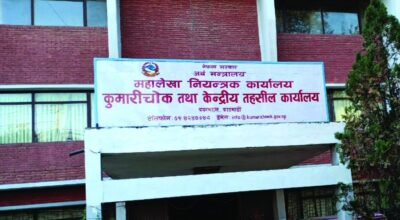 नेपाल सरकार
अर्थ मन्त्रालय
महालेखा नियन्त्रक कार्यालय
कुमारीचोक तथा केन्द्रीय तहसील कार्यालय